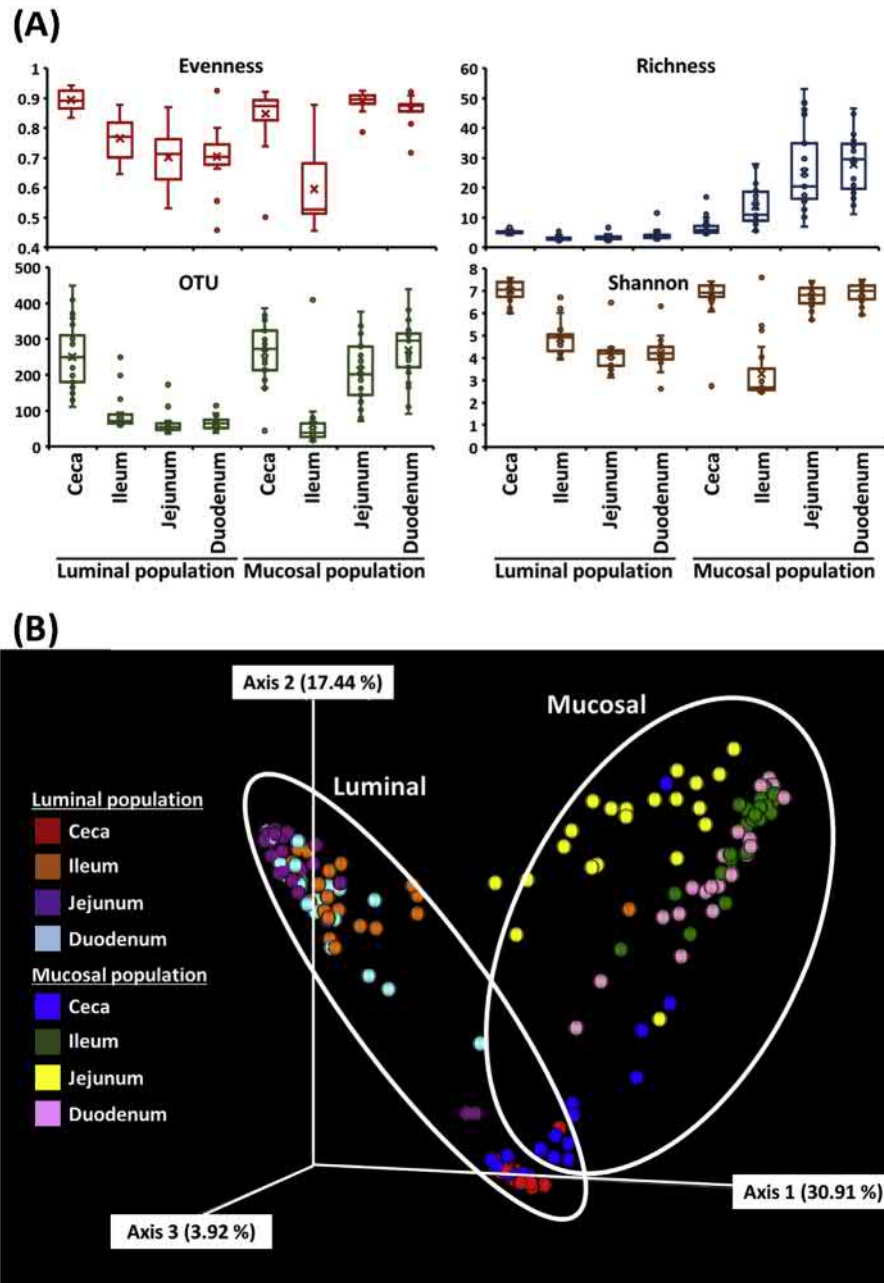 (A)
Evenness
1
0.9
0.8
0.7
0.6
0.5
0.4
Richness
60
50
40
30
20
10
0
OTU
500
400
300
200
100
0
Shannon
8
7
6
5
4
3
2
1
0
Ceca
Ileum
Jejunum
Duodenum
Ceca
Ileum
Jejunum
Duodenum
Luminal population
Mucosal population
Ceca
Ileum
Jejunum
Duodenum
Ceca
Ileum
Jejunum
Duodenum
Luminal population
Mucosal population
(B)
Axis 2 (17.44 %)
Mucosal
Luminal
Luminal population
Ceca
Ileum
Jejunum
Duodenum
Mucosal population
Ceca
Ileum
Jejunum
Duodenum
Axis 1 (30.91 %)
Axis 3 (3.92 %)